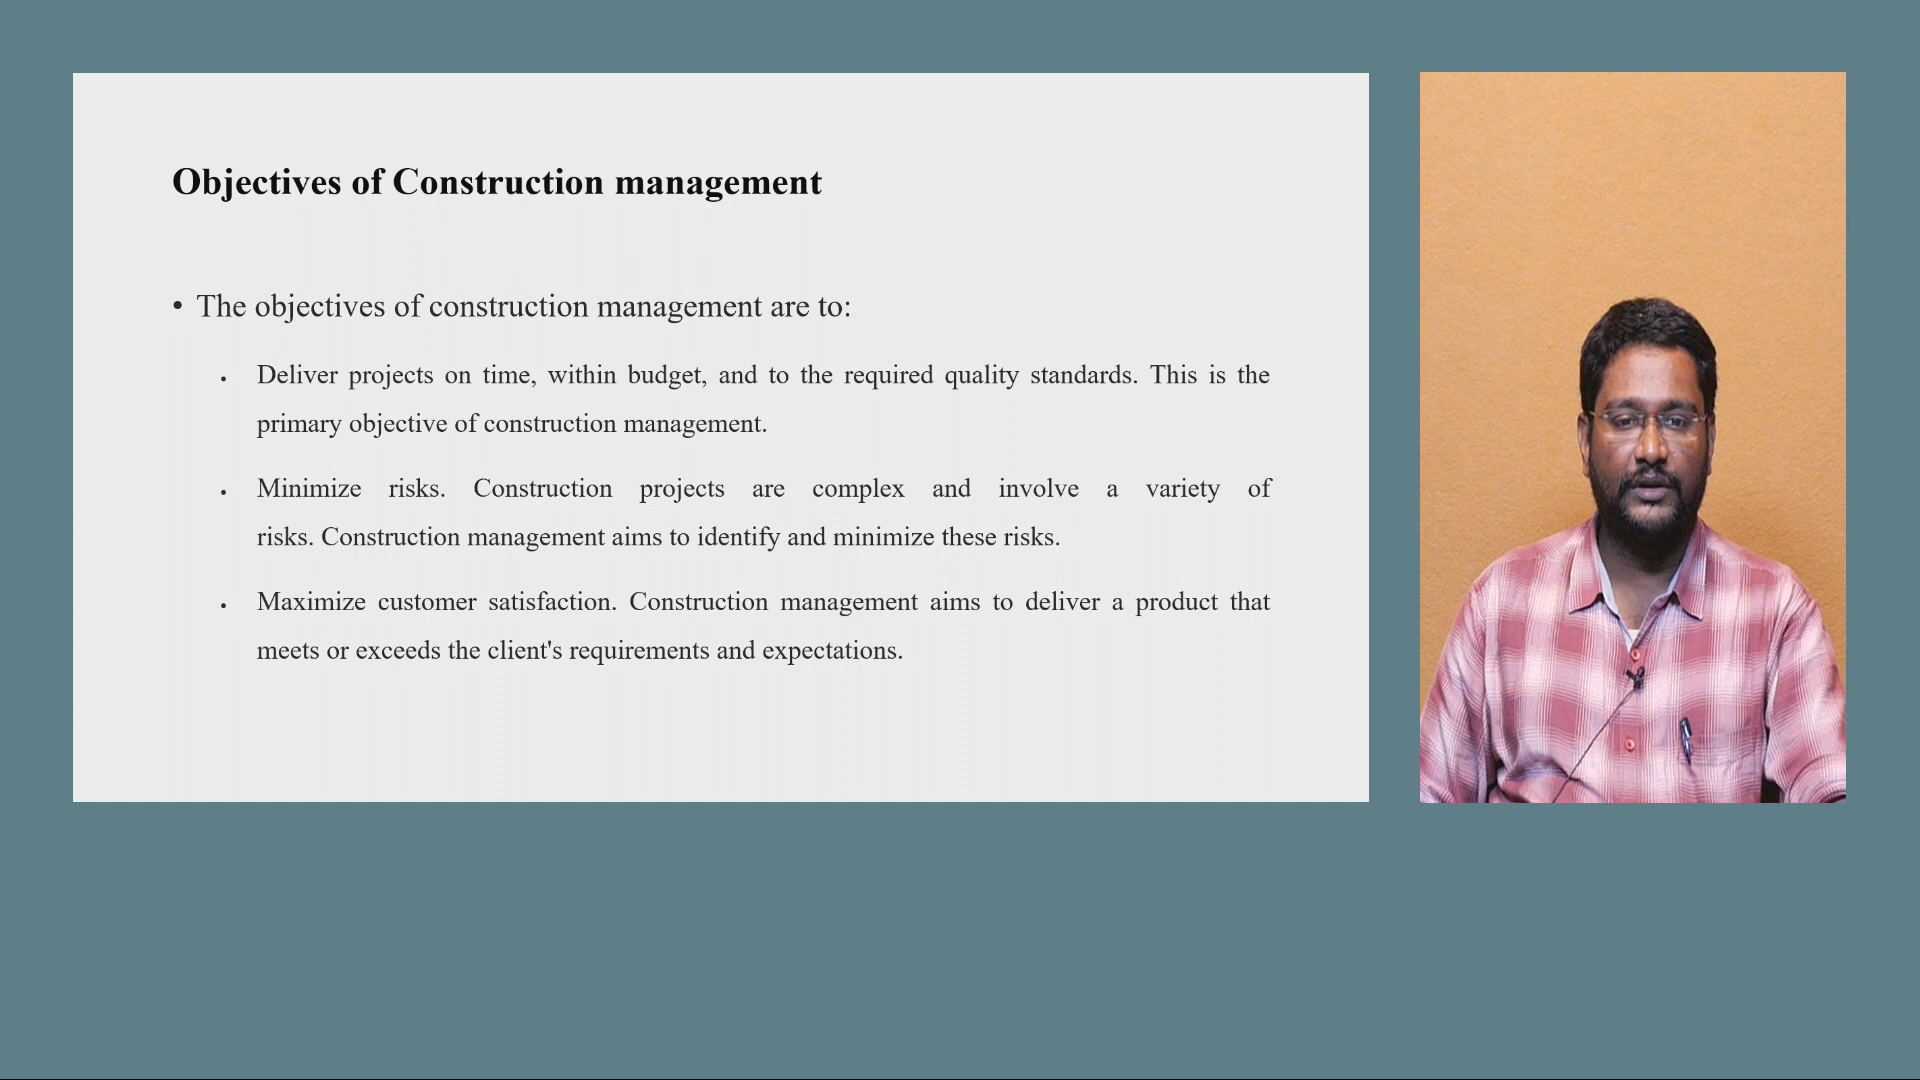 Objectives of Construction management
• The objectives of construction management are to:
• Deliver projects on time, within budget, and to the required quality standards. This is the
primary objective of construction management.
• Minimize risks. Construction projects are complex and involve a variety of
risks. Construction management aims to identify and minimize these risks.
• Maximize customer satisfaction. Construction management aims to deliver a product that
meets or exceeds the client's requirements and expectations.